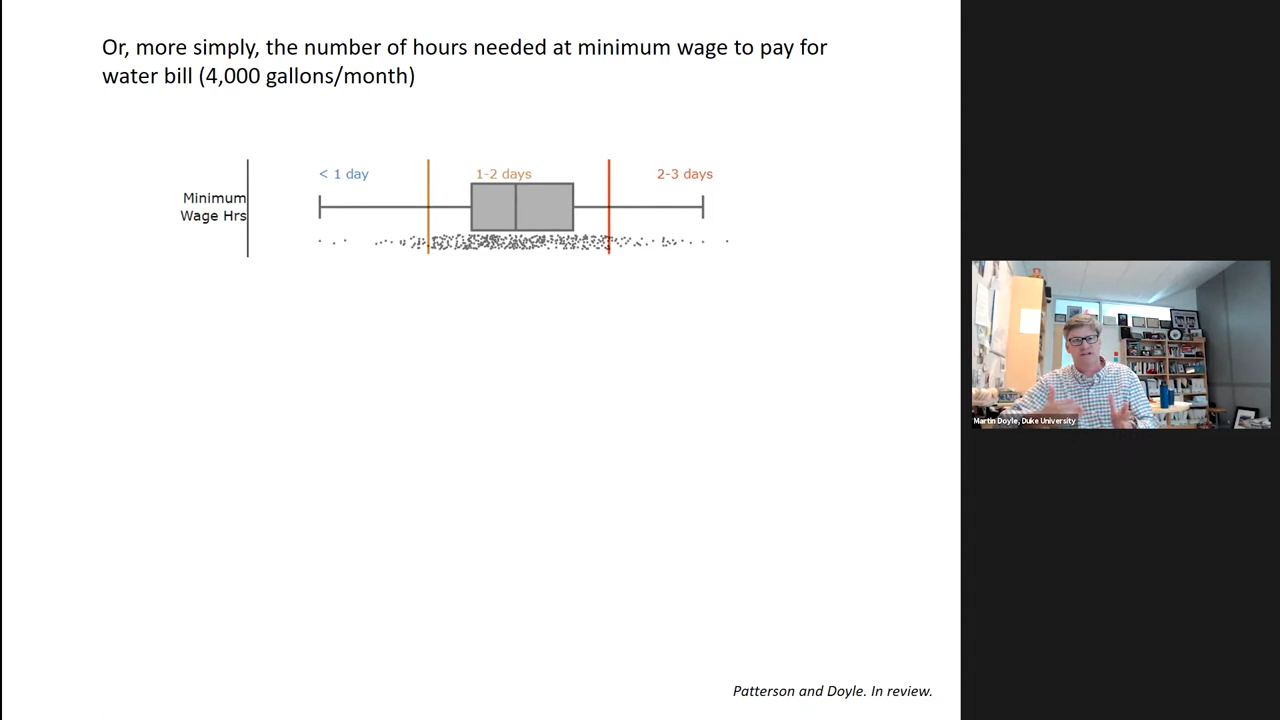 Or, more simply, the number of hours needed at minimum wage to pay for
water bill (4,000 gallons/month)
< 1 day
1-2 days
2-3 days
Minimum
Wage Hrs
Martin Doyle, Duke University
Patterson and Doyle. In review.